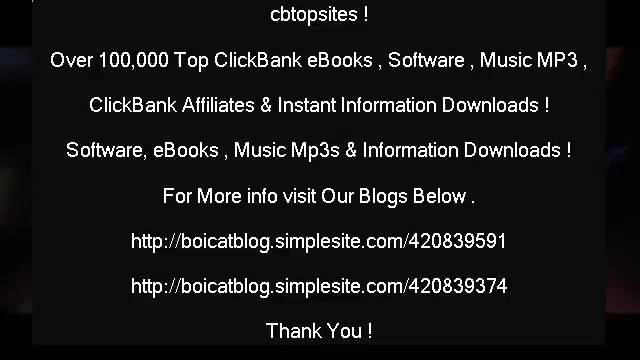 cbtopsites !
Over 100,000 Top ClickBank eBooks , Software , Music MP3 ,
ClickBank Affiliates & Instant Information Downloads !
Software, eBooks , Music Mp3s & Information Downloads !
For More info visit Our Blogs Below .
http://boicatblog.simplesite.com/420839591
http://boicatblog.simplesite.com/420839374
Thank You !